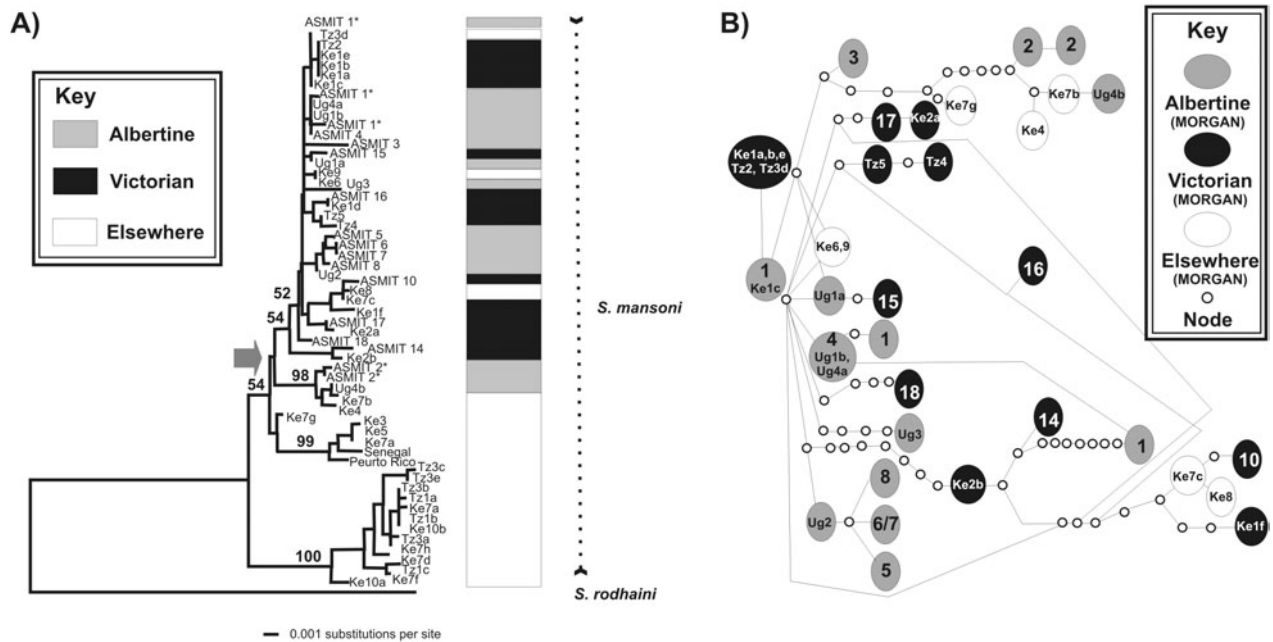 A)
Key
Albertine
Victorian
Elsewhere
ASMIT 1*
Tz3d
Tz2
Ke1e
Ke1b
Ke1a
Ke1c
ASMIT 1*
Ug4a
Ug1b
ASMIT 1*
ASMIT 4
ASMIT 3
ASMIT 15
Ug1a
Ke9
Ke6
Ug3
ASMIT 16
Ke1d
Tz5
Tz4
ASMIT 5
ASMIT 6
ASMIT 7
ASMIT 8
Ug2
ASMIT 10
Ke8
Ke7c
Ke1f
ASMIT 17
Ke2a
ASMIT 18
ASMIT 14
Ke2b
ASMIT 2*
ASMIT 2*
Ug4b
Ke7b
Ke4
Ke7g
Ke3
Ke5
Ke7a
Senegal
Peurto Rico
Tz3c
Tz3e
Tz3b
Tz1a
Ke7a
Tz1b
Ke10b
Tz3a
Ke7h
Ke7d
Tz1c
Ke7f
Ke10a
52
54
54
98
99
100
S. mansoni
S. rodhaini
0.001 substitutions per site
B)
3
2
2
Ke7g
Ke7b
Ug4b
Ke4
17
Ke2a
Ke1a,b,e
Tz2, Tz3d
Tz5
Tz4
Ke6,9
1
Ke1c
16
Ug1a
15
4
Ug1b,
Ug4a
1
18
Ug3
14
1
Ke2b
8
Ug2
6/7
5
Ke7c
10
Ke8
Ke1f
Key
Albertine
(MORGAN)
Victorian
(MORGAN)
Elsewhere
(MORGAN)
Node